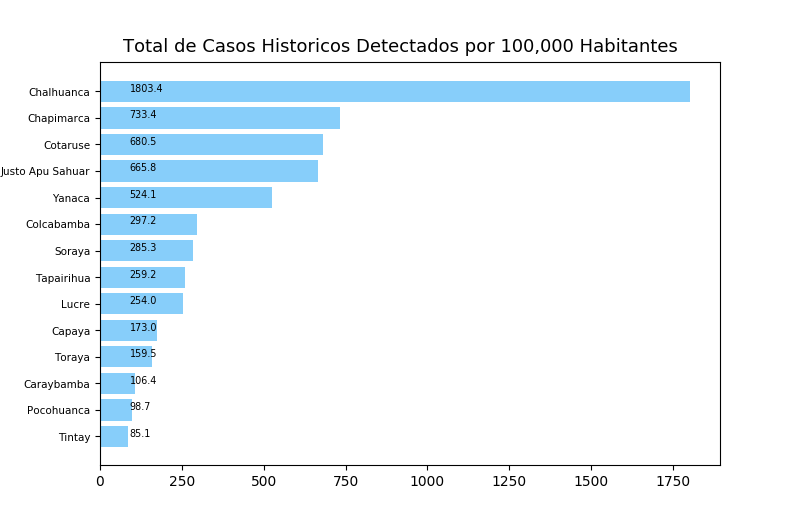 Total de Casos Historicos Detectados por 100,000 Habitantes
Chalhuanca 1803.4
Chapimarca 733.4
Cotaruse 680.5
Justo Apu Sahuar 665.8
Yanaca 524.1
Colcabamba 297.2
Soraya 285.3
Tapairihua 259.2
Lucre 254.0
Capaya 173.0
Toraya 159.5
Caraybamba 106.4
Pocohuanca 98.7
Tintay 85.1
0 250 500 750 1000 1250 1500 1750